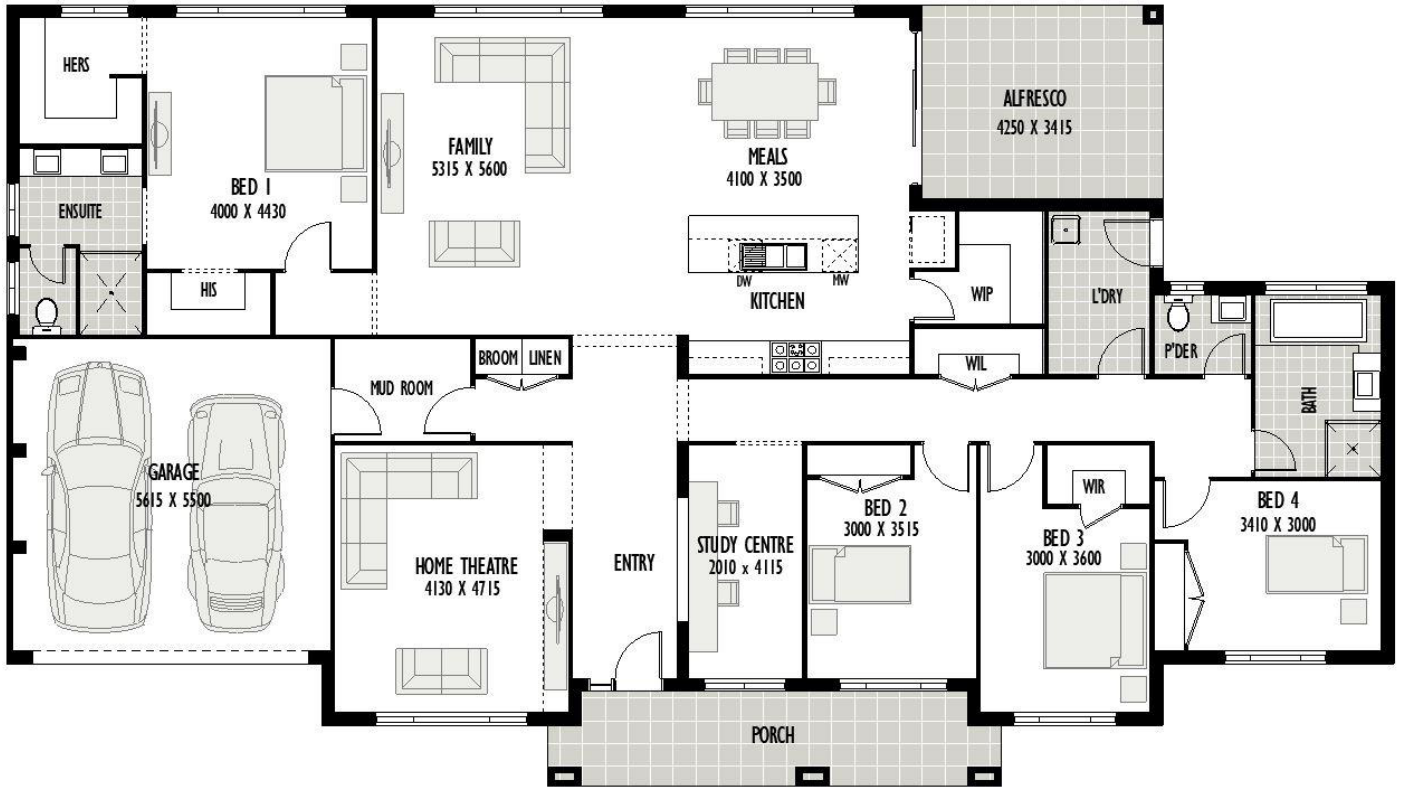 HERS
BED 1
4000 X 4430
FAMILY
5315 X 5600
MEALS
4100 X 3500
ALFRESCO
4250 X 3415
ENSUITE
HIS
DW
MW
KITCHEN
WIP
L'DRY
P'DER
BATH
BROOM
LINEN
MUD ROOM
WIL
GARAGE
5615 X 5500
HOME THEATRE
4130 X 4715
ENTRY
STUDY CENTRE
2010 x 4115
BED 2
3000 X 3515
WIR
BED 3
3000 X 3600
BED 4
3410 X 3000
PORCH